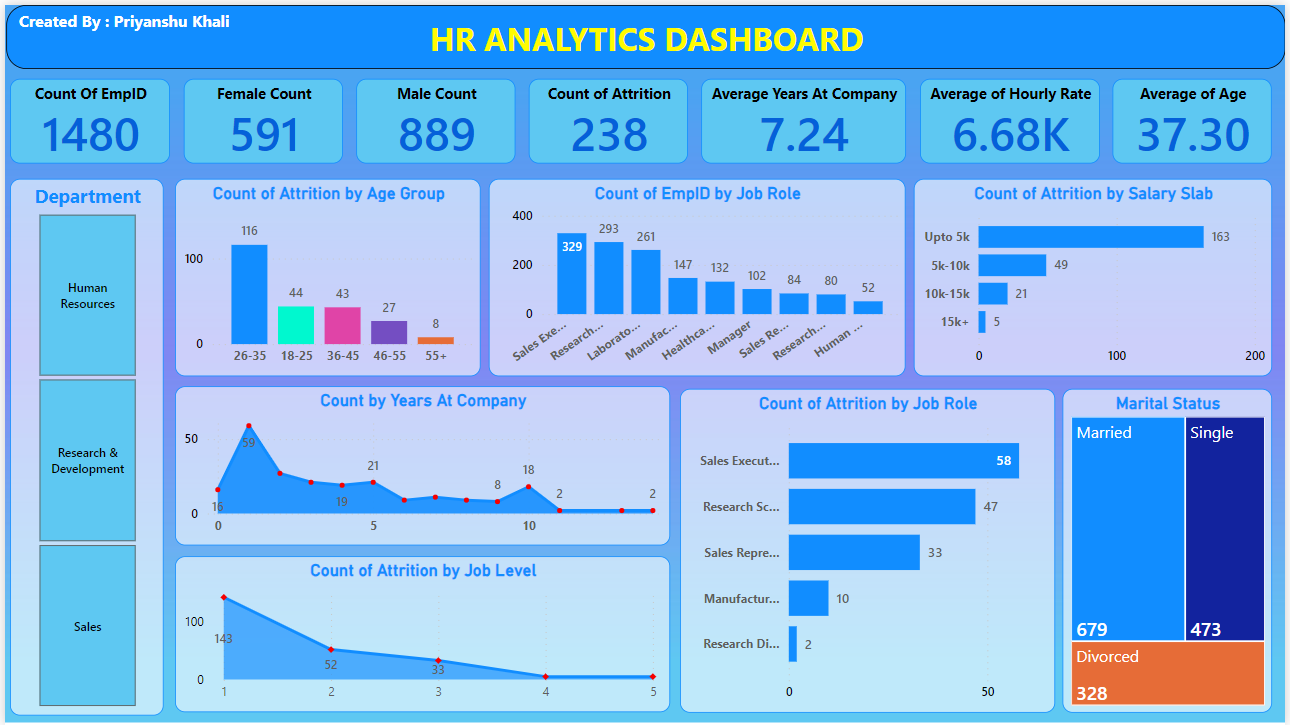 Created By : Priyanshu Khali
HR ANALYTICS DASHBOARD
Count Of EmpID
1480
Female Count
591
Male Count
889
Count of Attrition
238
Average Years At Company
7.24
Average of Hourly Rate
6.68K
Average of Age
37.30
Department
Human
Resources
Research &
Development
Sales
Count of Attrition by Age Group
100
0
116
44
43
27
8
26-35
18-25
36-45
46-55
55+
Count of EmpID by Job Role
400
200
0
329
293
261
147
132
102
84
80
52
Sales Exe...
Research...
Laborato...
Manufac...
Healthca...
Manager
Sales Re...
Research...
Human ...
Count of Attrition by Salary Slab
Upto 5k
163
5k-10k
49
10k-15k
21
15k+
5
0
100
200
Count by Years At Company
50
0
16
59
19
21
8
18
2
2
0
5
10
Count of Attrition by Job Level
100
0
143
52
33
1
2
3
4
5
Count of Attrition by Job Role
Sales Execut...
58
Research Sc...
47
Sales Repre...
33
Manufactur...
10
Research Di...
2
0
50
Marital Status
Married
679
Single
473
Divorced
328